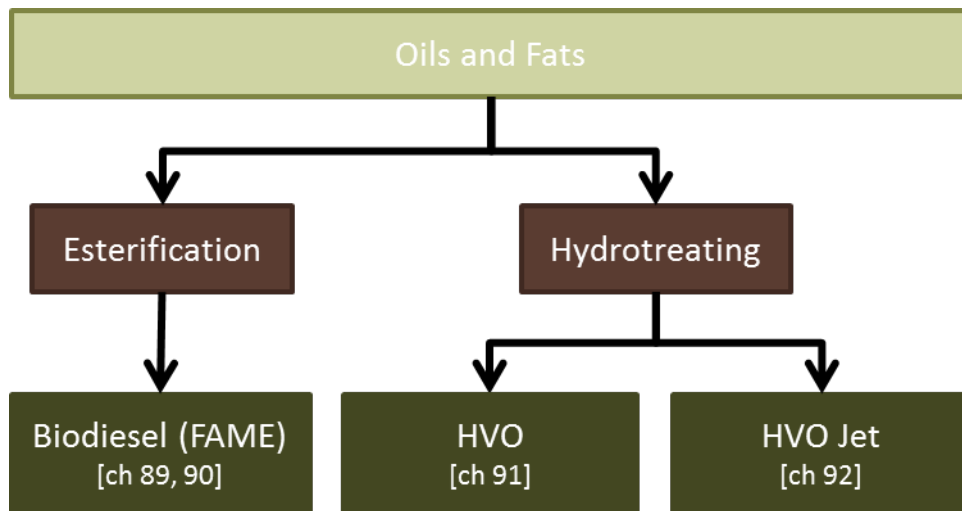 Oils and Fats
Esterification
Hydrotreating
Biodiesel (FAME)
[ch 89, 90]
HVO
[ch 91]
HVO Jet
[ch 92]